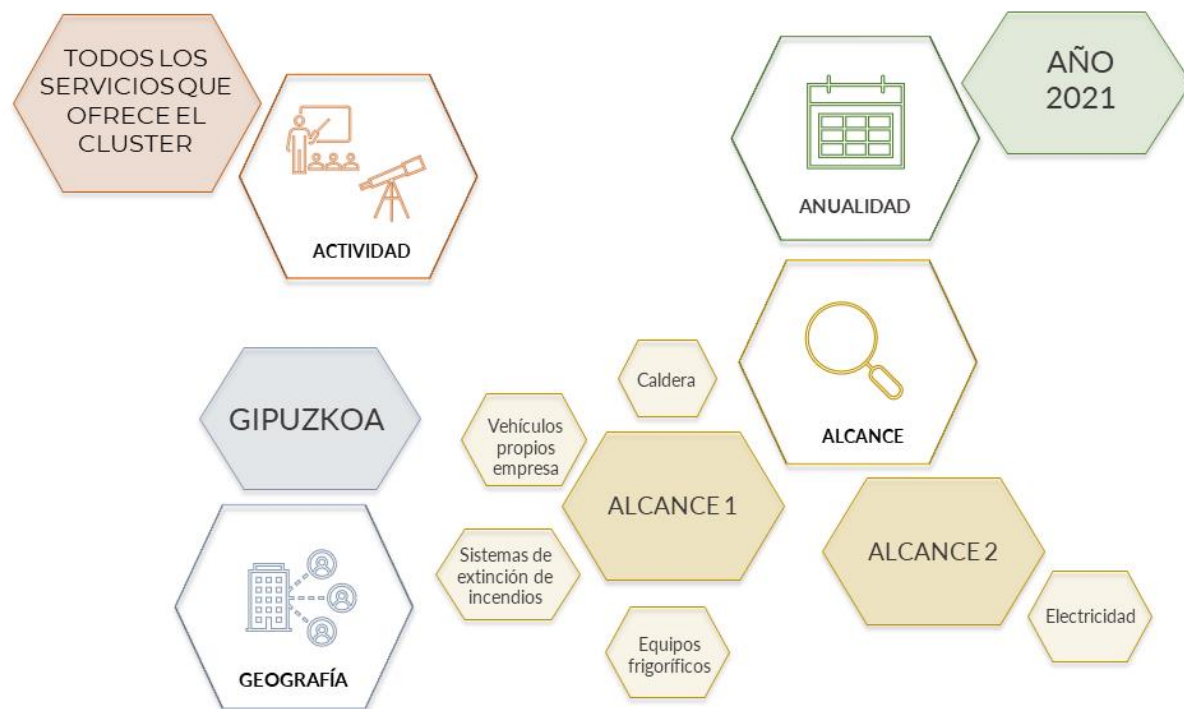 TODOS LOS
SERVICIOS QUE
OFRECE EL
CLUSTER
ACTIVIDAD
AÑO
2021
ANUALIDAD
ALCANCE
Caldera
Vehículos
propios
empresa
ALCANCE 1
Sistemas de
extinción de
incendios
Equipos
frigoríficos
ALCANCE 2
Electricidad
GIPUZKOA
GEOGRAFÍA